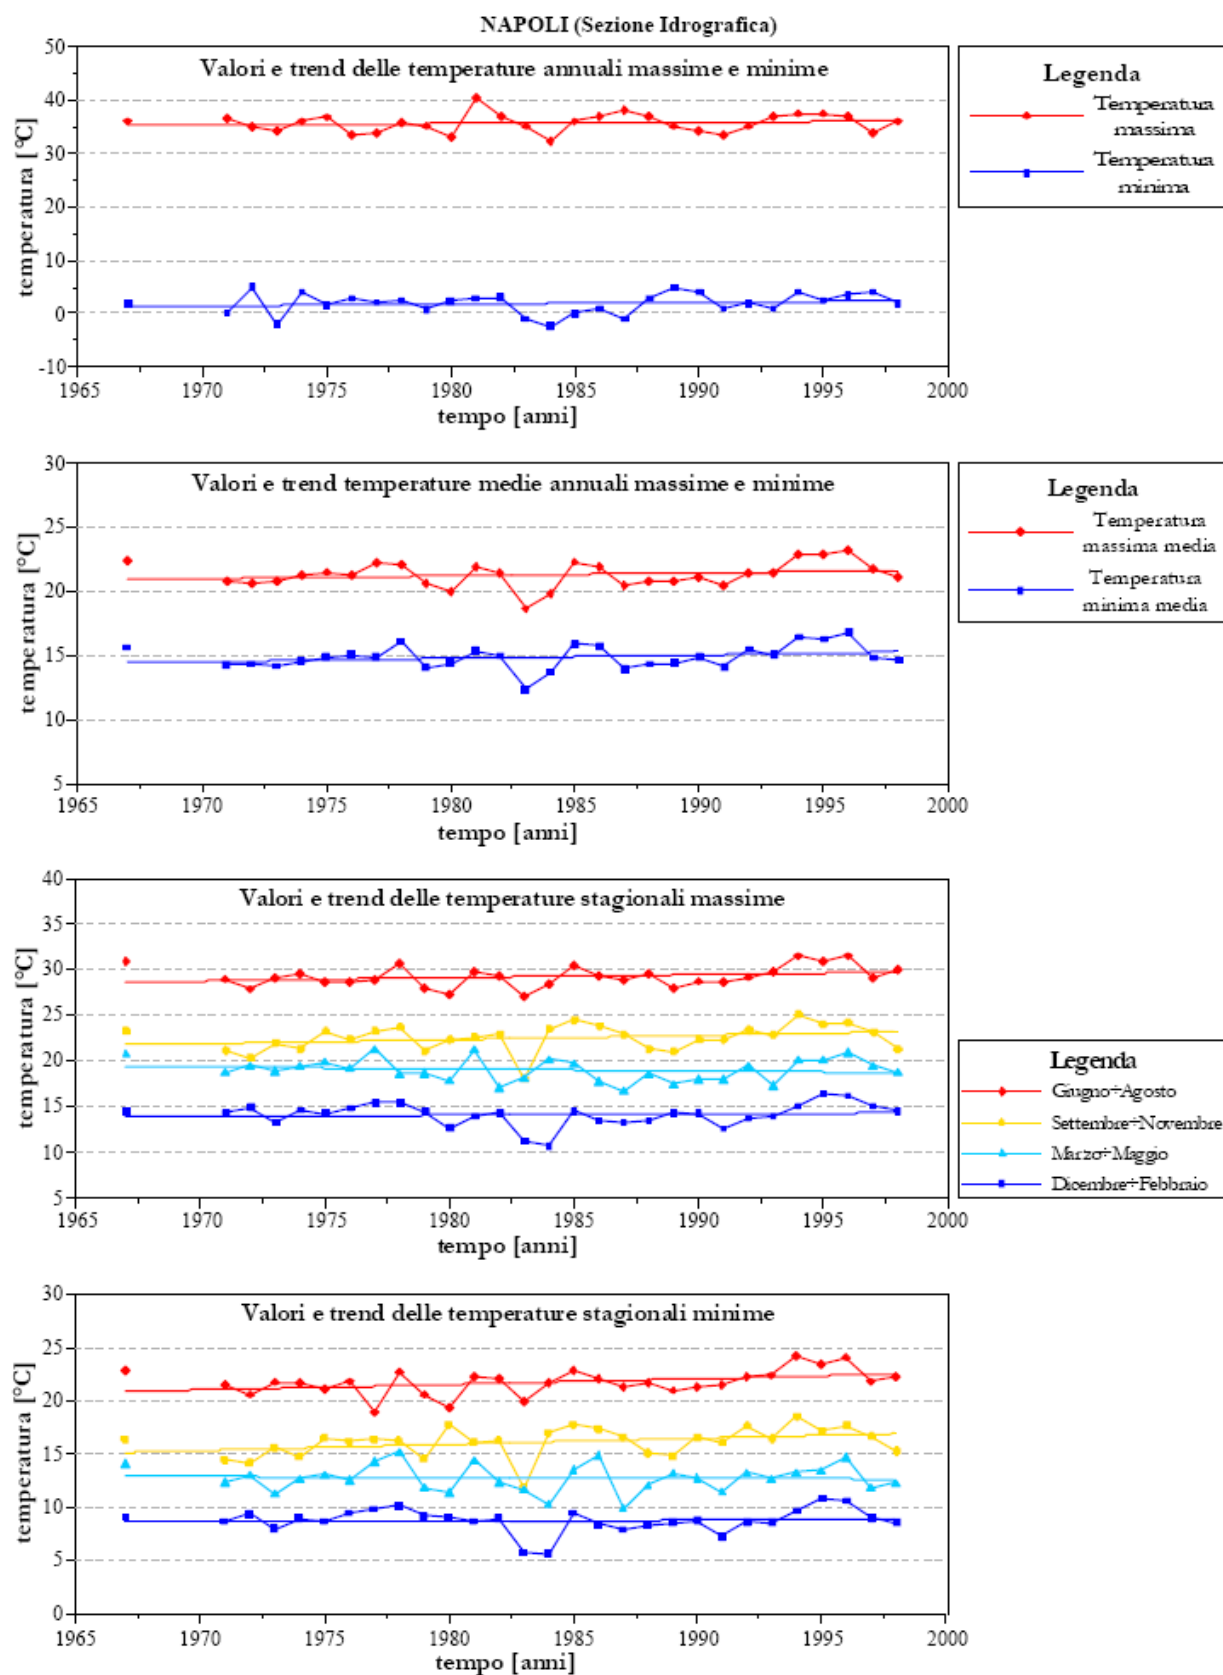 NAPOLI (Sezione Idrografica)
Valori e trend delle temperature annuali massime e minime
temperatura [°C]
50
40
30
20
10
0
-10
1965 1970 1975 1980 1985 1990 1995 2000
tempo [anni]
Legenda
Temperatura
massima
Temperatura
minima
Valori e trend temperature medie annuali massime e minime
temperatura [°C]
30
25
20
15
10
5
1965 1970 1975 1980 1985 1990 1995 2000
tempo [anni]
Legenda
Temperatura
massima media
Temperatura
minima media
Valori e trend delle temperature stagionali massime
temperatura [°C]
40
35
30
25
20
15
10
5
1965 1970 1975 1980 1985 1990 1995 2000
tempo [anni]
Legenda
Giugno÷Agosto
Settembre÷Novembre
Marzo÷Maggio
Dicembre÷Febbraio
Valori e trend delle temperature stagionali minime
temperatura [°C]
30
25
20
15
10
5
0
1965 1970 1975 1980 1985 1990 1995 2000
tempo [anni]